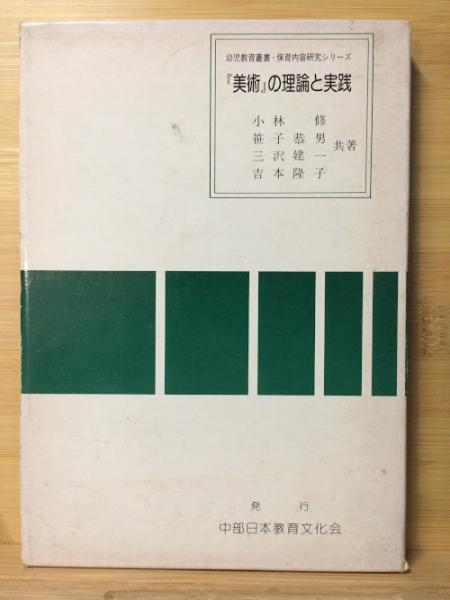 幼児教育叢書・保育内容研究シリーズ
『美術』の理論と実践
小林 修
笹子恭男
三沢建一
吉本隆子
共著
発行
中部日本教育文化会